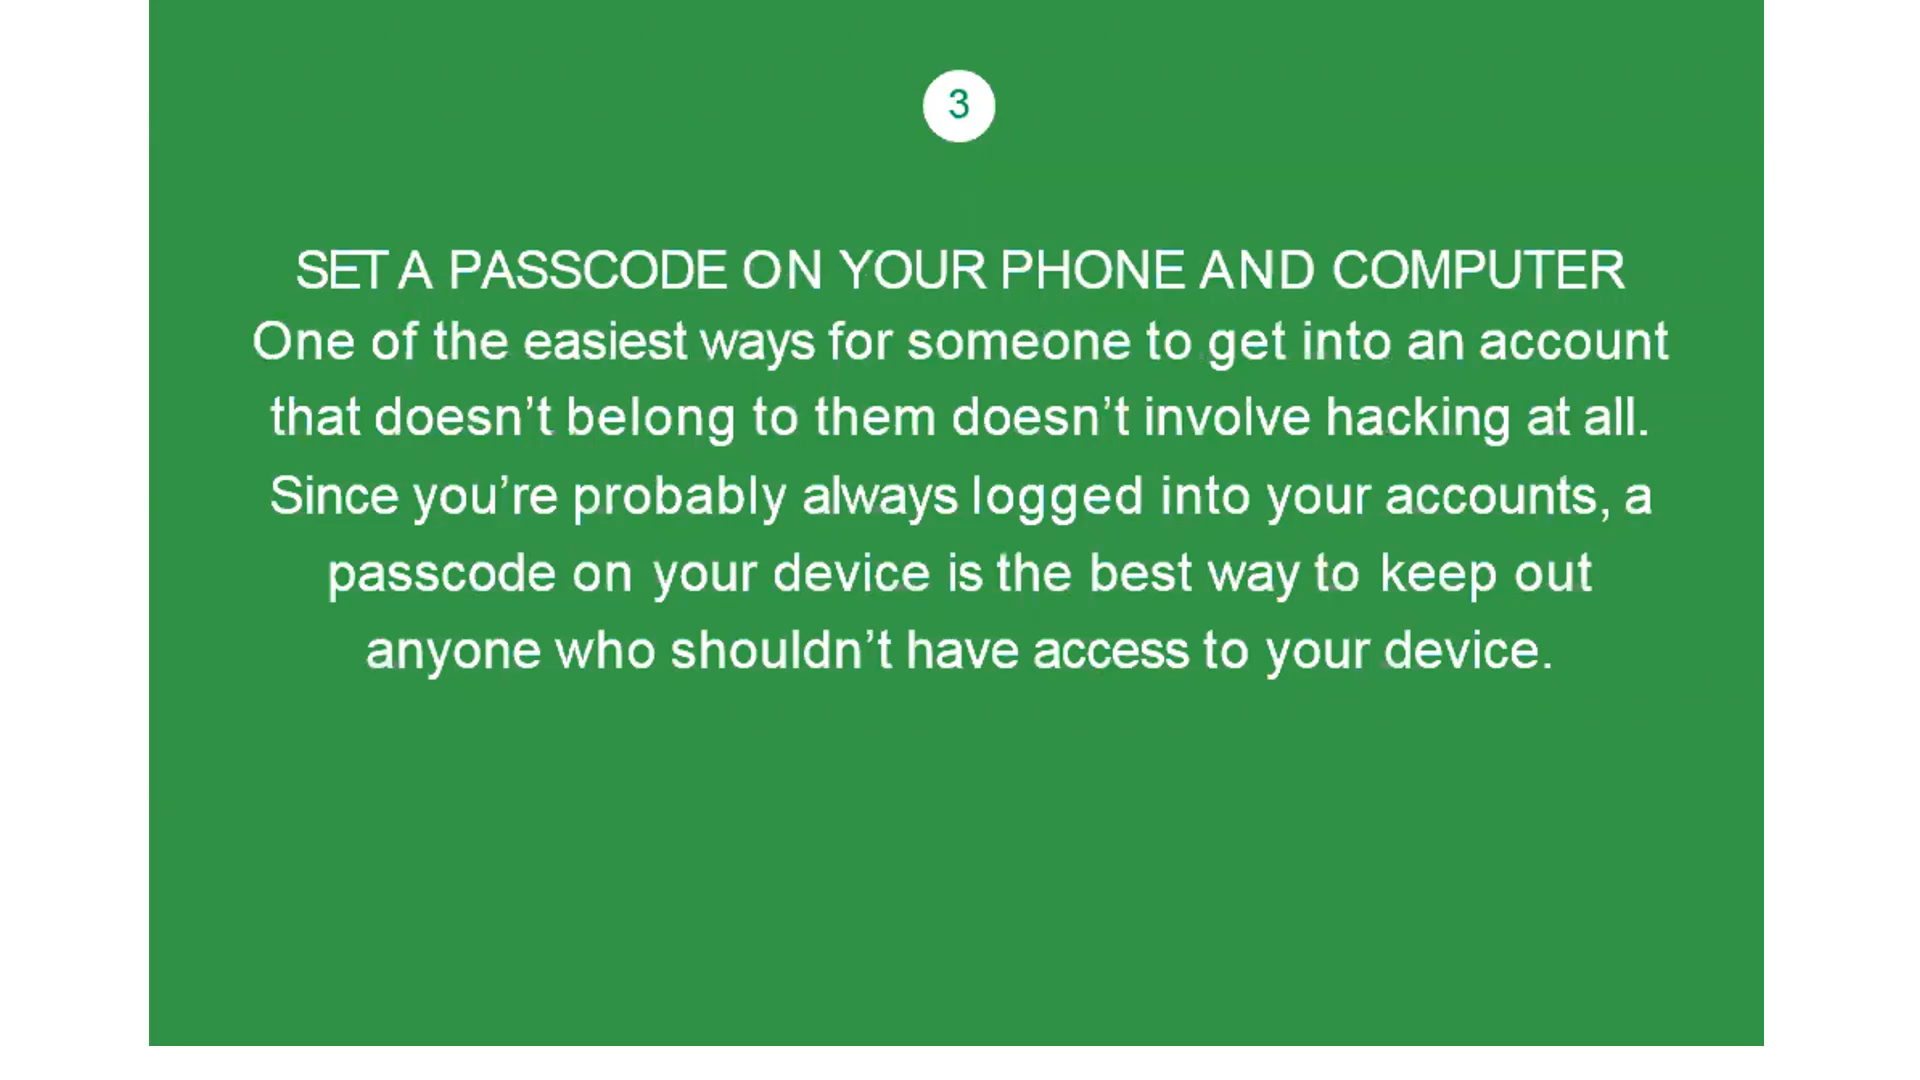 3
SET A PASSCODE ON YOUR PHONE AND COMPUTER
One of the easiest ways for someone to get into an account
that doesn’t belong to them doesn’t involve hacking at all.
Since you’re probably always logged into your accounts, a
passcode on your device is the best way to keep out
anyone who shouldn’t have access to your device.